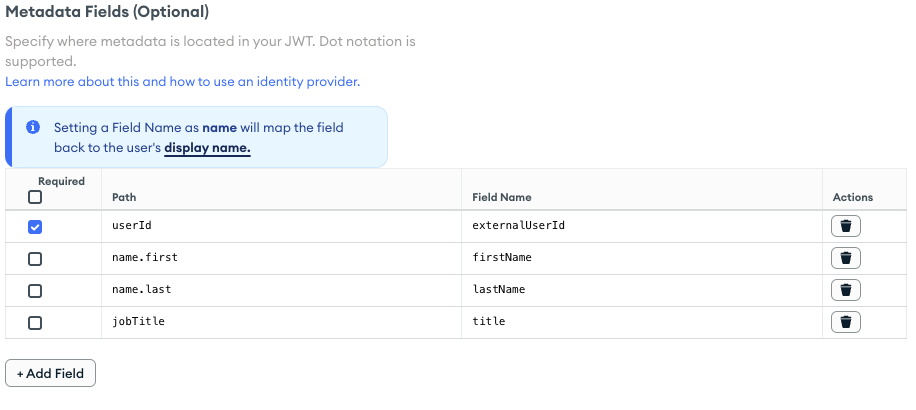 Metadata Fields (Optional)
Specify where metadata is located in your JWT. Dot notation is
supported.
Learn more about this and how to use an identity provider.
Setting a Field Name as name will map the field
back to the user's display name.
Required
Path Field Name Actions
userId externalUserId
name.first firstName
name.last lastName
jobTitle title
+ Add Field